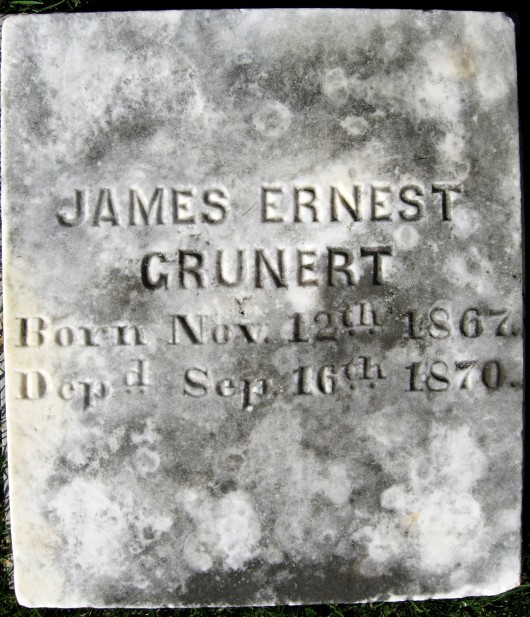 JAMES ERNEST
GRUNERT
Born Nov. 12th 1867.
Depd Sep. 16th 1870.